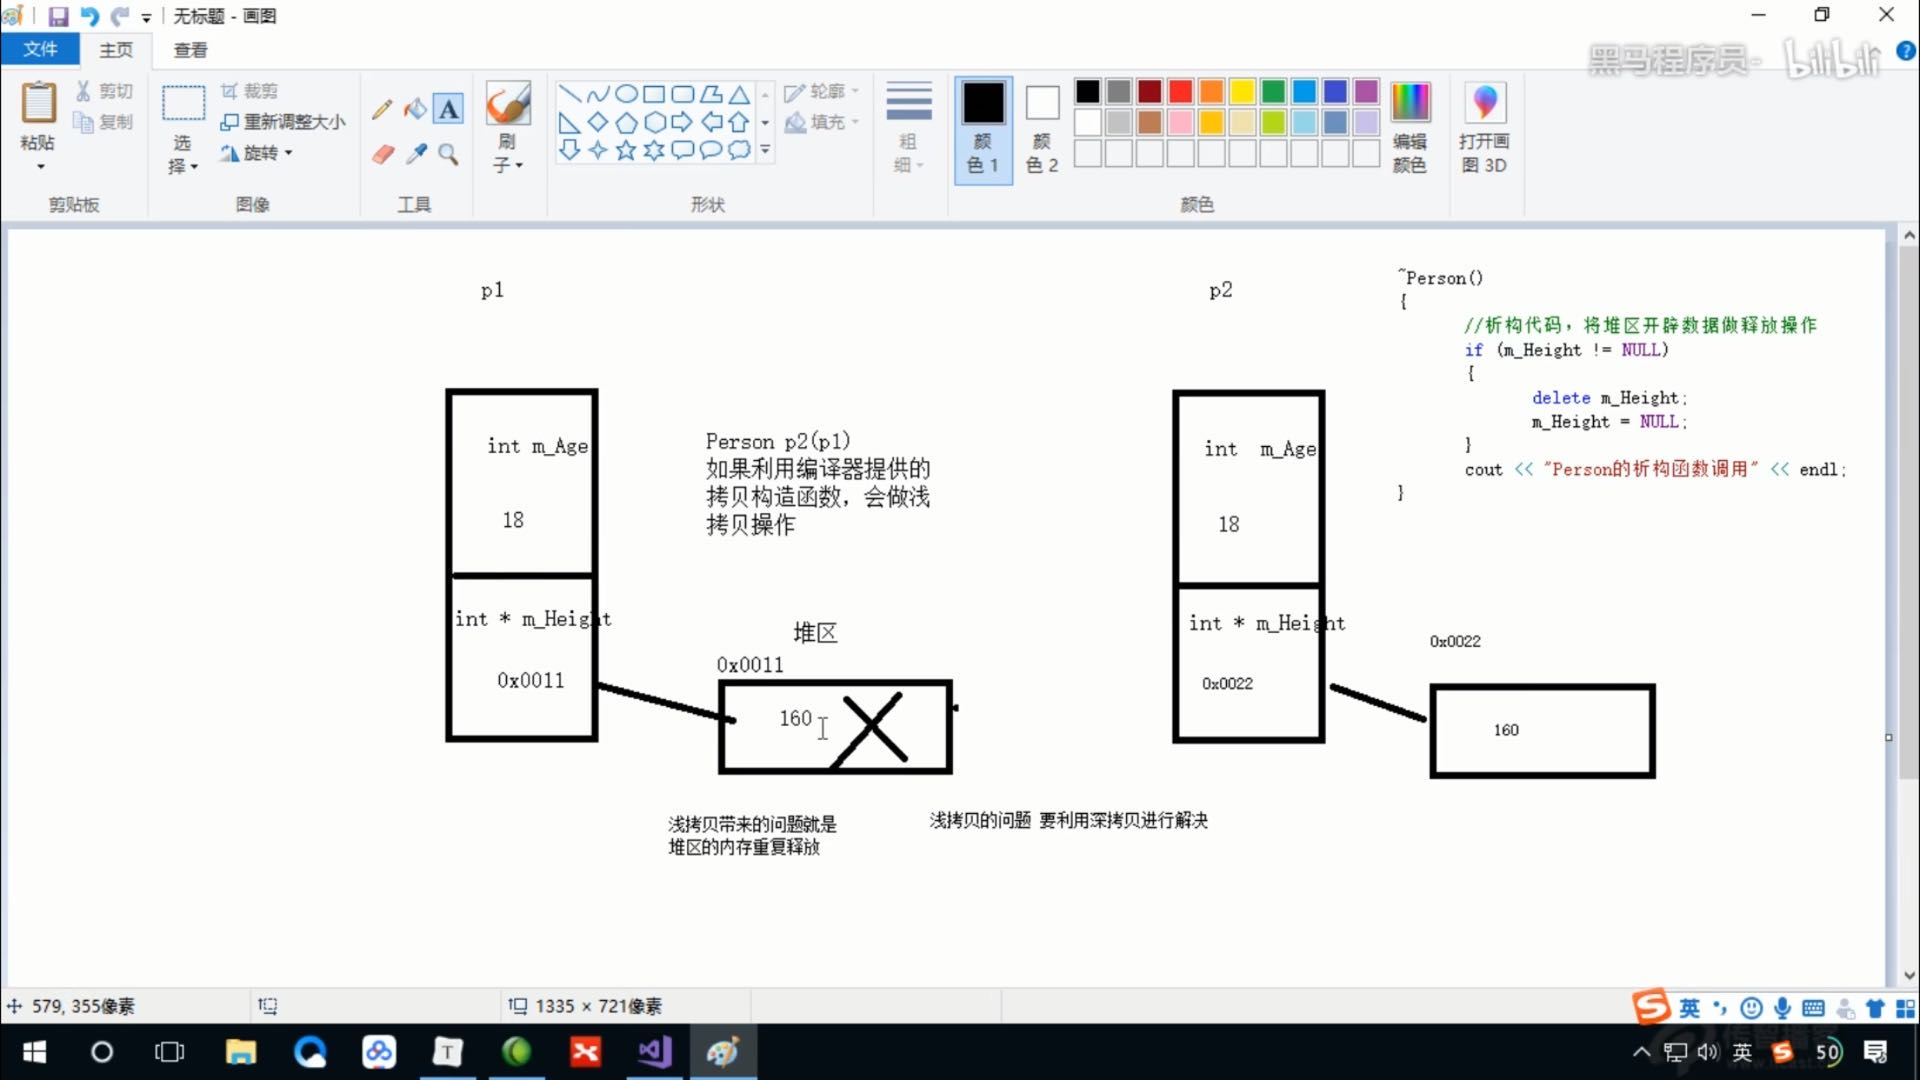 无标题 - 画图
文件
主页
查看
黑马程序员- bilibili
粘贴
剪切
复制
剪贴板
选择
裁剪
重新调整大小
旋转
图像
A
工具
刷子
轮廓
填充
形状
粗细
颜色 1
颜色 2
编辑颜色
颜色
打开画图 3D
p1
p2
~Person()
{
//析构代码，将堆区开辟数据做释放操作
if (m_Height != NULL)
{
delete m_Height;
m_Height = NULL;
}
cout << "Person的析构函数调用" << endl;
}
int m_Age
18
int * m_Height
0x0011
Person p2(p1)
如果利用编译器提供的
拷贝构造函数，会做浅
拷贝操作
堆区
0x0011
160
int m_Age
18
int * m_Height
0x0022
0x0022
160
浅拷贝带来的问题就是
堆区的内存重复释放
浅拷贝的问题 要利用深拷贝进行解决
579, 355像素
1335 × 721像素
英
T
英
50